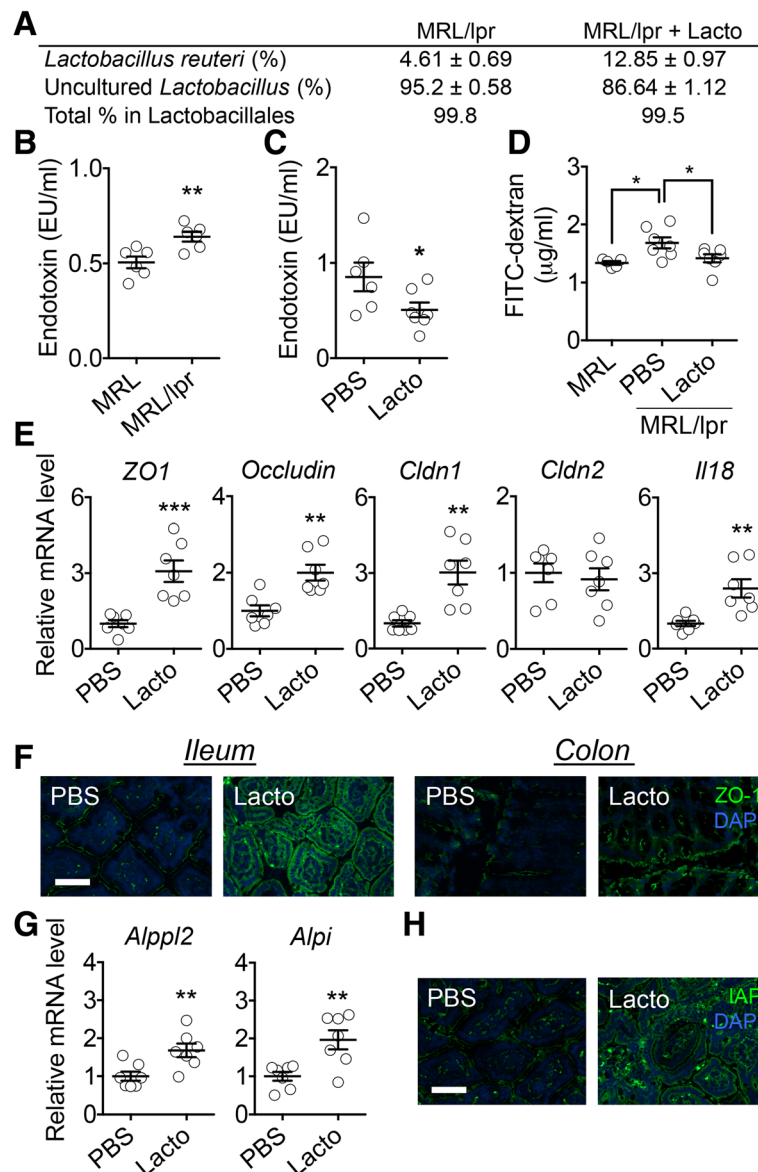 A
MRL/lpr MRL/lpr + Lacto
Lactobacillus reuteri (%) 4.61 ± 0.69 12.85 ± 0.97
Uncultured Lactobacillus (%) 95.2 ± 0.58 86.64 ± 1.12
Total % in Lactobacillales 99.8 99.5
B
Endotoxin (EU/ml)
1.0
0.5
0.0
**
MRL
MRL/lpr
C
Endotoxin (EU/ml)
2
1
0
*
PBS
Lacto
D
FITC-dextran
(μg/ml)
3
2
1
0
* *
MRL
PBS
Lacto
MRL/lpr
E
Relative mRNA level
ZO1
6
3
0
***
PBS
Lacto
Occludin
4
2
0
**
PBS
Lacto
Cldn1
6
3
0
**
PBS
Lacto
Cldn2
2
1
0
PBS
Lacto
Il18
6
3
0
**
PBS
Lacto
F
Ileum Colon
PBS Lacto PBS Lacto ZO-1
DAP
G
Relative mRNA level
Alppl2
4
3
2
1
0
**
PBS
Lacto
Alpi
4
3
2
1
0
**
PBS
Lacto
H
PBS Lacto IAP
DAP